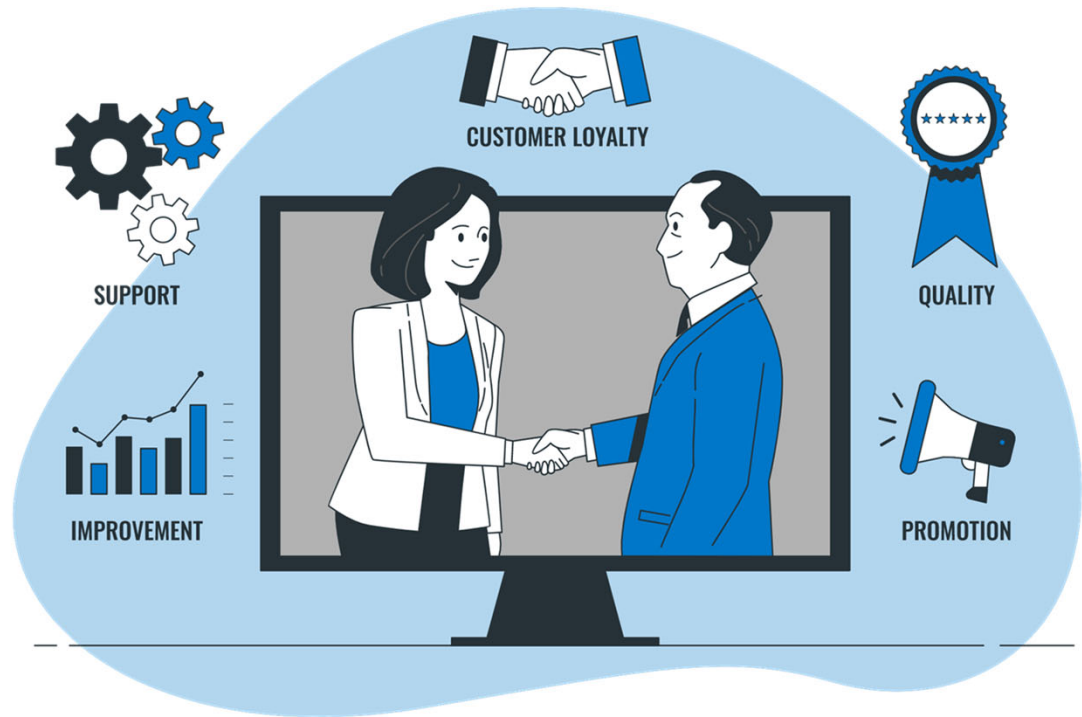 CUSTOMER LOYALTY
SUPPORT
QUALITY
IMPROVEMENT
PROMOTION